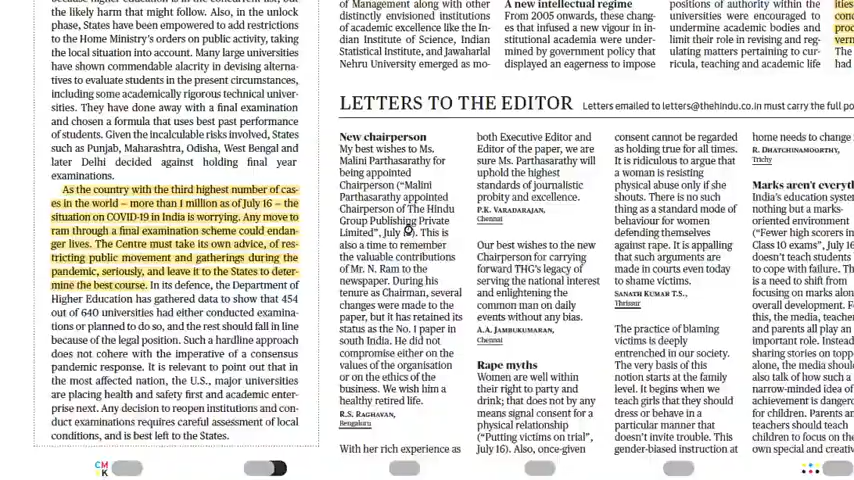 the likely harm that might follow. Also, in the unlock
phase, States have been empowered to add restrictions
to the Home Ministry's orders on public activity, taking
the local situation into account. Many large universities
have shown commendable alacrity in devising alterna-
tives to evaluate students in the present circumstances,
including some academically rigorous technical univer-
sities. They have done away with a final examination
and chosen a formula that uses best past performance
of students. Given the incalculable risks involved, States
such as Punjab, Maharashtra, Odisha, West Bengal and
later Delhi decided against holding final year
examinations.
As the country with the third highest number of cas-
es in the world – more than 1 million as of July 16 – the
situation on COVID-19 in India is worrying. Any move to
ram through a final examination scheme could endan-
ger lives. The Centre must take its own advice, of res-
tricting public movement and gatherings during the
pandemic, seriously, and leave it to the States to deter-
mine the best course. In its defence, the Department of
Higher Education has gathered data to show that 454
out of 640 universities had either conducted examina-
tions or planned to do so, and the rest should fall in line
because of the legal position. Such a hardline approach
does not cohere with the imperative of a consensus
pandemic response. It is relevant to point out that in
the most affected nation, the U.S., major universities
are placing health and safety first and academic enter-
prise next. Any decision to reopen institutions and con-
duct examinations requires careful assessment of local
conditions, and is best left to the States.
of Management along with other
distinctively envisioned institutions
of academic excellence like the In-
dian Institute of Science, Indian
Statistical Institute, and Jawaharlal
Nehru University emerged as mo-
A new intellectual regime
From 2005 onwards, these chang-
es that infused a new vigour in in-
stitutional academia were under-
mined by government policy that
displayed an eagerness to impose
positions of authority within the
universities were encouraged to
undermine academic bodies and
limit their role in revising and reg-
ulating matters pertaining to cur-
ricula, teaching and academic life
ities
conc
proc
vern
The
had
LETTERS TO THE EDITOR Letters emailed to letters@thehindu.co.in must carry the full po
New chairperson
My best wishes to Ms.
Malini Parthasarathy for
being appointed
Chairperson ("Malini
Parthasarathy appointed
Chairperson of The Hindu
Group Publishing Private
Limited", July). This is
also a time to remember
the valuable contributions
of Mr. N. Ram to the
newspaper. During his
tenure as Chairman, several
changes were made to the
paper, but it has retained its
status as the No. 1 paper in
south India. He did not
compromise either on the
values of the organisation
or on the ethics of the
business. We wish him a
healthy retired life.
R.S. RAGHAVAN,
Bengaluru
With her rich experience as
both Executive Editor and
Editor of the paper, we are
sure Ms. Parthasarathy will
uphold the highest
standards of journalistic
probity and excellence.
P.K. VARADARAJAN,
Chennai
Our best wishes to the new
Chairperson for carrying
forward THG's legacy of
serving the national interest
and enlightening the
common man on daily
events without any bias.
A.A. JAMBUKUMARAN,
Chennai
Rape myths
Women are well within
their right to party and
drink; that does not by any
means signal consent for a
physical relationship
("Putting victims on trial",
July 16). Also, once-given
consent cannot be regarded
as holding true for all times.
It is ridiculous to argue that
a woman is resisting
physical abuse only if she
shouts. There is no such
thing as a standard mode of
behaviour for women
defending themselves
against rape. It is appalling
that such arguments are
made in courts even today
to shame victims.
SANATH KUMAR T.S.,
Thrissur
The practice of blaming
victims is deeply
entrenched in our society.
The very basis of this
notion starts at the family
level. It begins when we
teach girls that they should
dress or behave in a
particular manner that
doesn't invite trouble. This
gender-biased instruction at
home needs to change
R. DHATCHINAMOORTHY,
Trichy
Marks aren't everyth
India's education system
nothing but a marks-
oriented environment
("Fewer high scorers in
Class 10 exams", July 16
doesn't teach students
to cope with failure. Th
is a need to shift from
focusing on marks alon
overall development. F
this, the media, teacher
and parents all play an
important role. Instead
sharing stories on topp
alone, the media shoul
also talk of how such a
narrow-minded idea of
achievement is danger
for children. Parents an
teachers should teach
children to focus on the
own special and creativ
CM
K